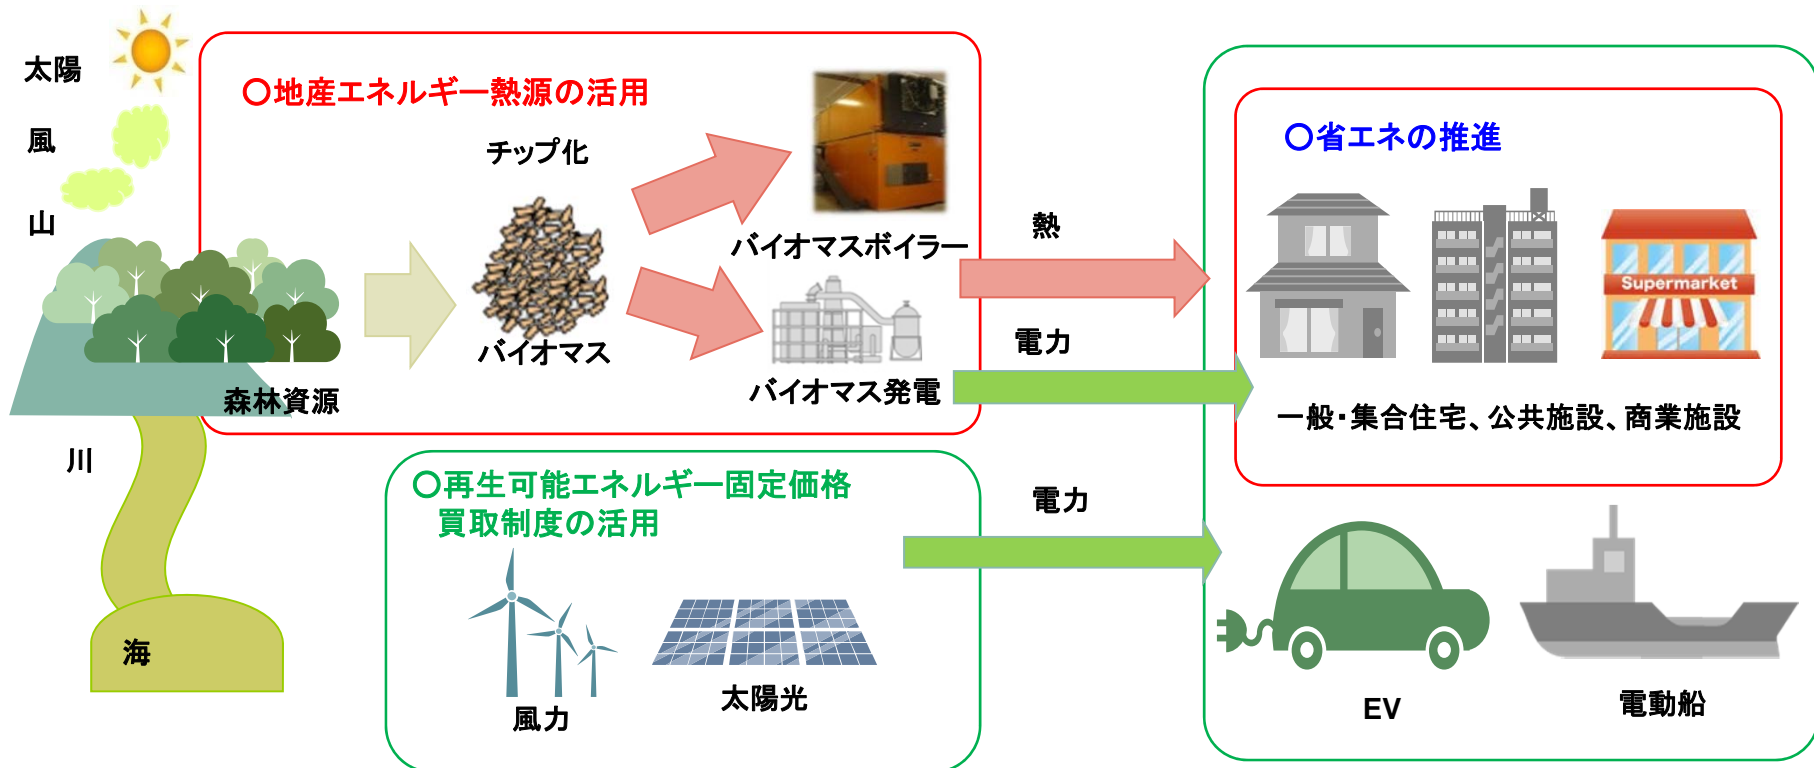 太陽
風
山
森林資源
川
海
〇地産エネルギー熱源の活用
チップ化
バイオマス
バイオマスボイラー
バイオマス発電
〇再生可能エネルギー固定価格
買取制度の活用
風力
太陽光
熱
電力
電力
〇省エネの推進
Supermarket
一般・集合住宅、公共施設、商業施設
EV
電動船